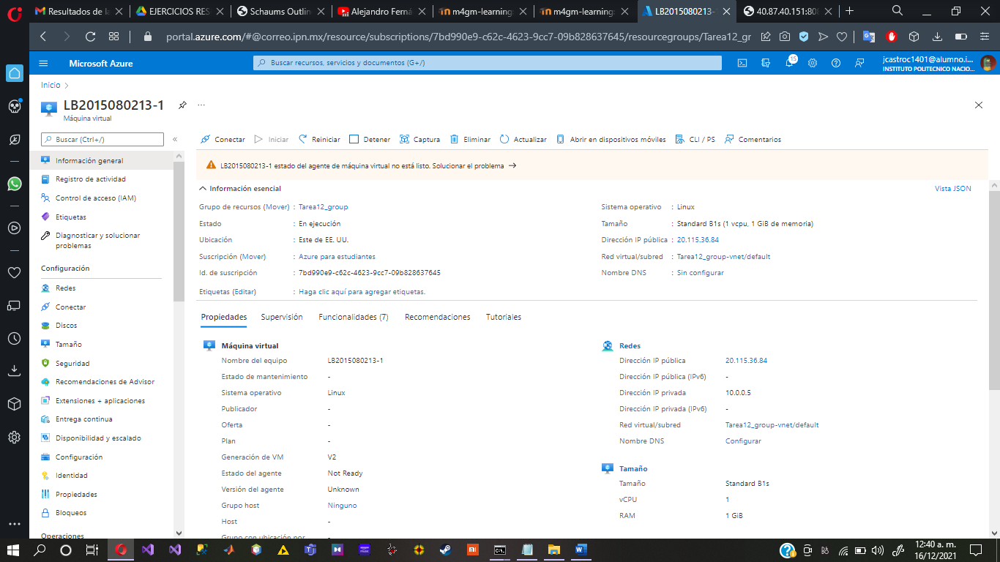 Resultados de la
EJERCICIOS RES
Schaums Outlin
Alejandro Ferná
m4gm-learning
m4gm-learning
LB2015080213-
40.87.40.151:808
portal.azure.com/#@correo.ipn.mx/resource/subscriptions/7bd990e9-c62c-4623-9cc7-09b828637645/resourcegroups/Tarea12_gr
Microsoft Azure
Buscar recursos, servicios y documentos (G+/)
15
jcastroc1401@alumno.i...
INSTITUTO POLITECNICO NACIO...
Inicio
LB2015080213-1
Máquina virtual
Buscar (Ctrl+/)
Conectar
Iniciar
Reiniciar
Detener
Captura
Eliminar
Actualizar
Abrir en dispositivos móviles
CLI / PS
Comentarios
LB2015080213-1 estado del agente de máquina virtual no está listo. Solucionar el problema →
Información general
Registro de actividad
Control de acceso (IAM)
Etiquetas
Diagnosticar y solucionar
problemas
Configuración
Redes
Conectar
Discos
Tamaño
Seguridad
Recomendaciones de Advisor
Extensiones + aplicaciones
Entrega continua
Disponibilidad y escalado
Configuración
Identidad
Propiedades
Bloqueos
Operaciones
Información esencial
Vista JSON
Grupo de recursos (Mover) : Tarea12_group
Estado : En ejecución
Ubicación : Este de EE. UU.
Suscripción (Mover) : Azure para estudiantes
Id. de suscripción : 7bd990e9-c62c-4623-9cc7-09b828637645
Etiquetas (Editar) : Haga clic aquí para agregar etiquetas.
Sistema operativo : Linux
Tamaño : Standard B1s (1 vcpu, 1 GiB de memoria)
Dirección IP pública : 20.115.36.84
Red virtual/subred : Tarea12_group-vnet/default
Nombre DNS : Sin configurar
Propiedades
Supervisión
Funcionalidades (7)
Recomendaciones
Tutoriales
Máquina virtual
Nombre del equipo LB2015080213-1
Estado de mantenimiento -
Sistema operativo Linux
Publicador -
Oferta -
Plan -
Generación de VM V2
Estado del agente Not Ready
Versión del agente Unknown
Grupo host Ninguno
Host -
Grupo con ubicación por -
Redes
Dirección IP pública 20.115.36.84
Dirección IP pública (IPv6) -
Dirección IP privada 10.0.0.5
Dirección IP privada (IPv6) -
Red virtual/subred Tarea12_group-vnet/default
Nombre DNS Configurar
Tamaño
Tamaño Standard B1s
vCPU 1
RAM 1 GiB
12:40 a. m.
16/12/2021